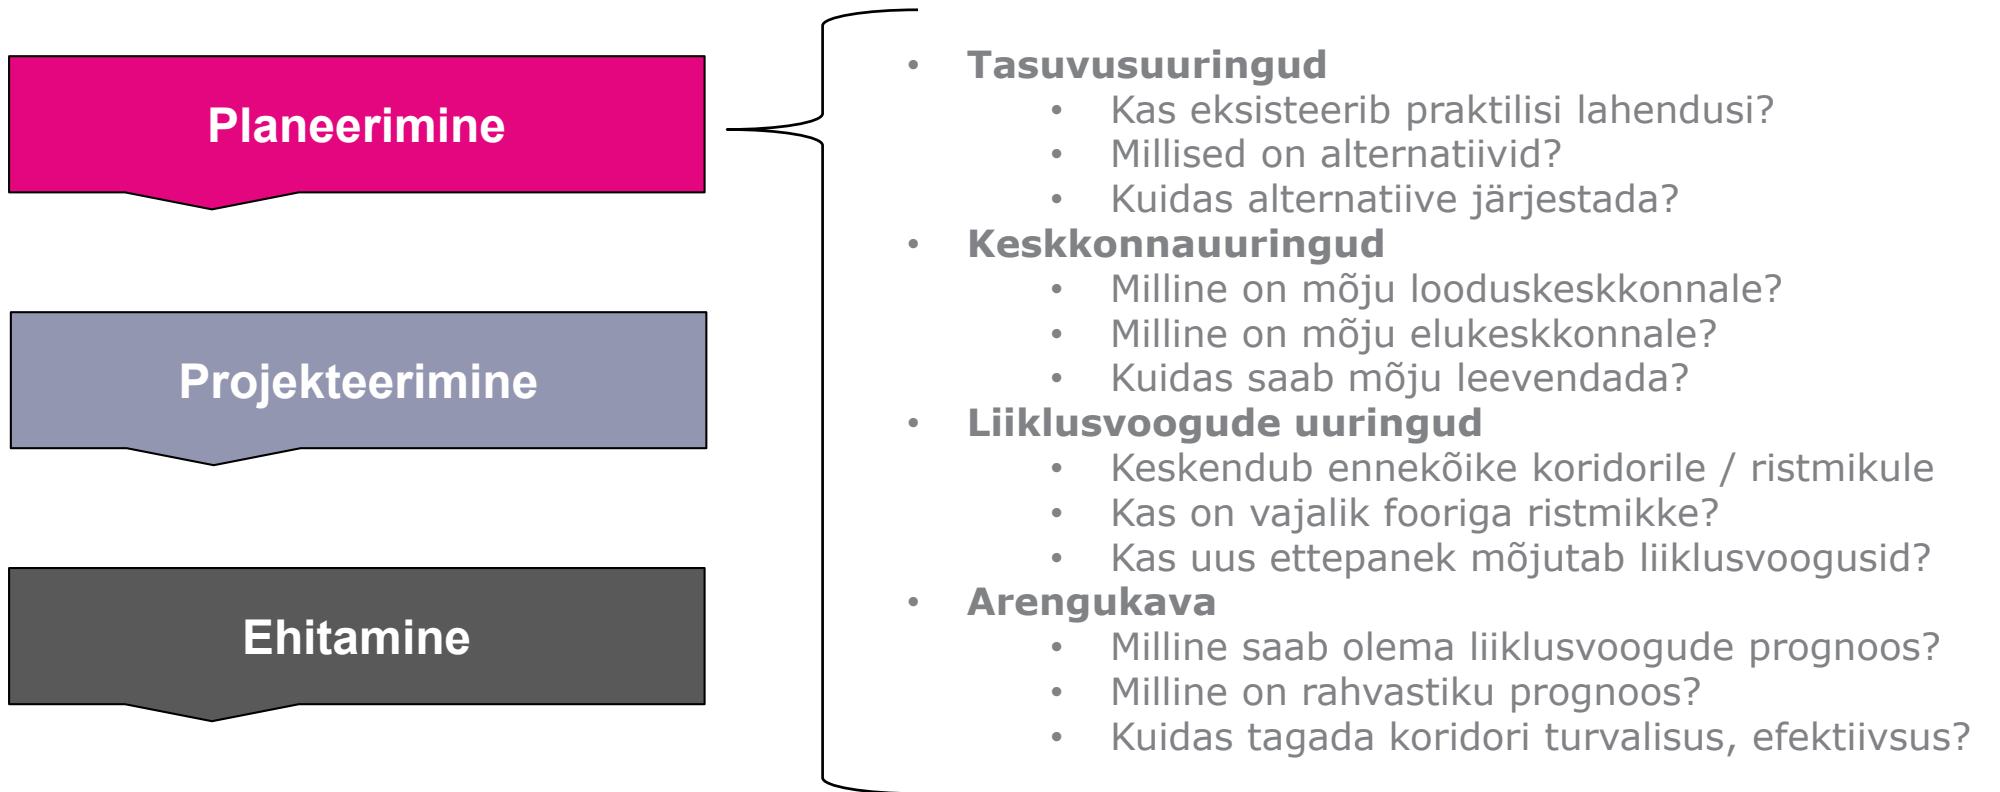 Planeerimine
Projekteerimine
Ehitamine
• Tasuvusuuringud
• Kas eksisteerib praktilisi lahendusi?
• Millised on alternatiivid?
• Kuidas alternatiive järjestada?
• Keskkonnauuringud
• Milline on mõju looduskeskkonnale?
• Milline on mõju elukeskkonnale?
• Kuidas saab mõju leevendada?
• Liiklusvoogude uuringud
• Keskendub ennekõike koridorile / ristmikule
• Kas on vajalik fooriga ristmikke?
• Kas uus ettepanek mõjutab liiklusvoogusid?
• Arengukava
• Milline saab olema liiklusvoogude prognoos?
• Milline on rahvastiku prognoos?
• Kuidas tagada koridori turvalisus, efektiivsus?